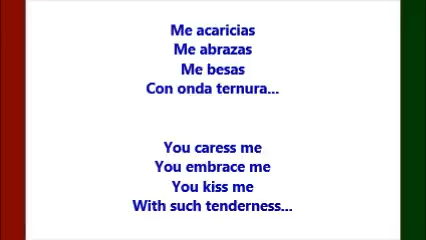 Me acaricias
Me abrazas
Me besas
Con onda ternura...
You caress me
You embrace me
You kiss me
With such tenderness...